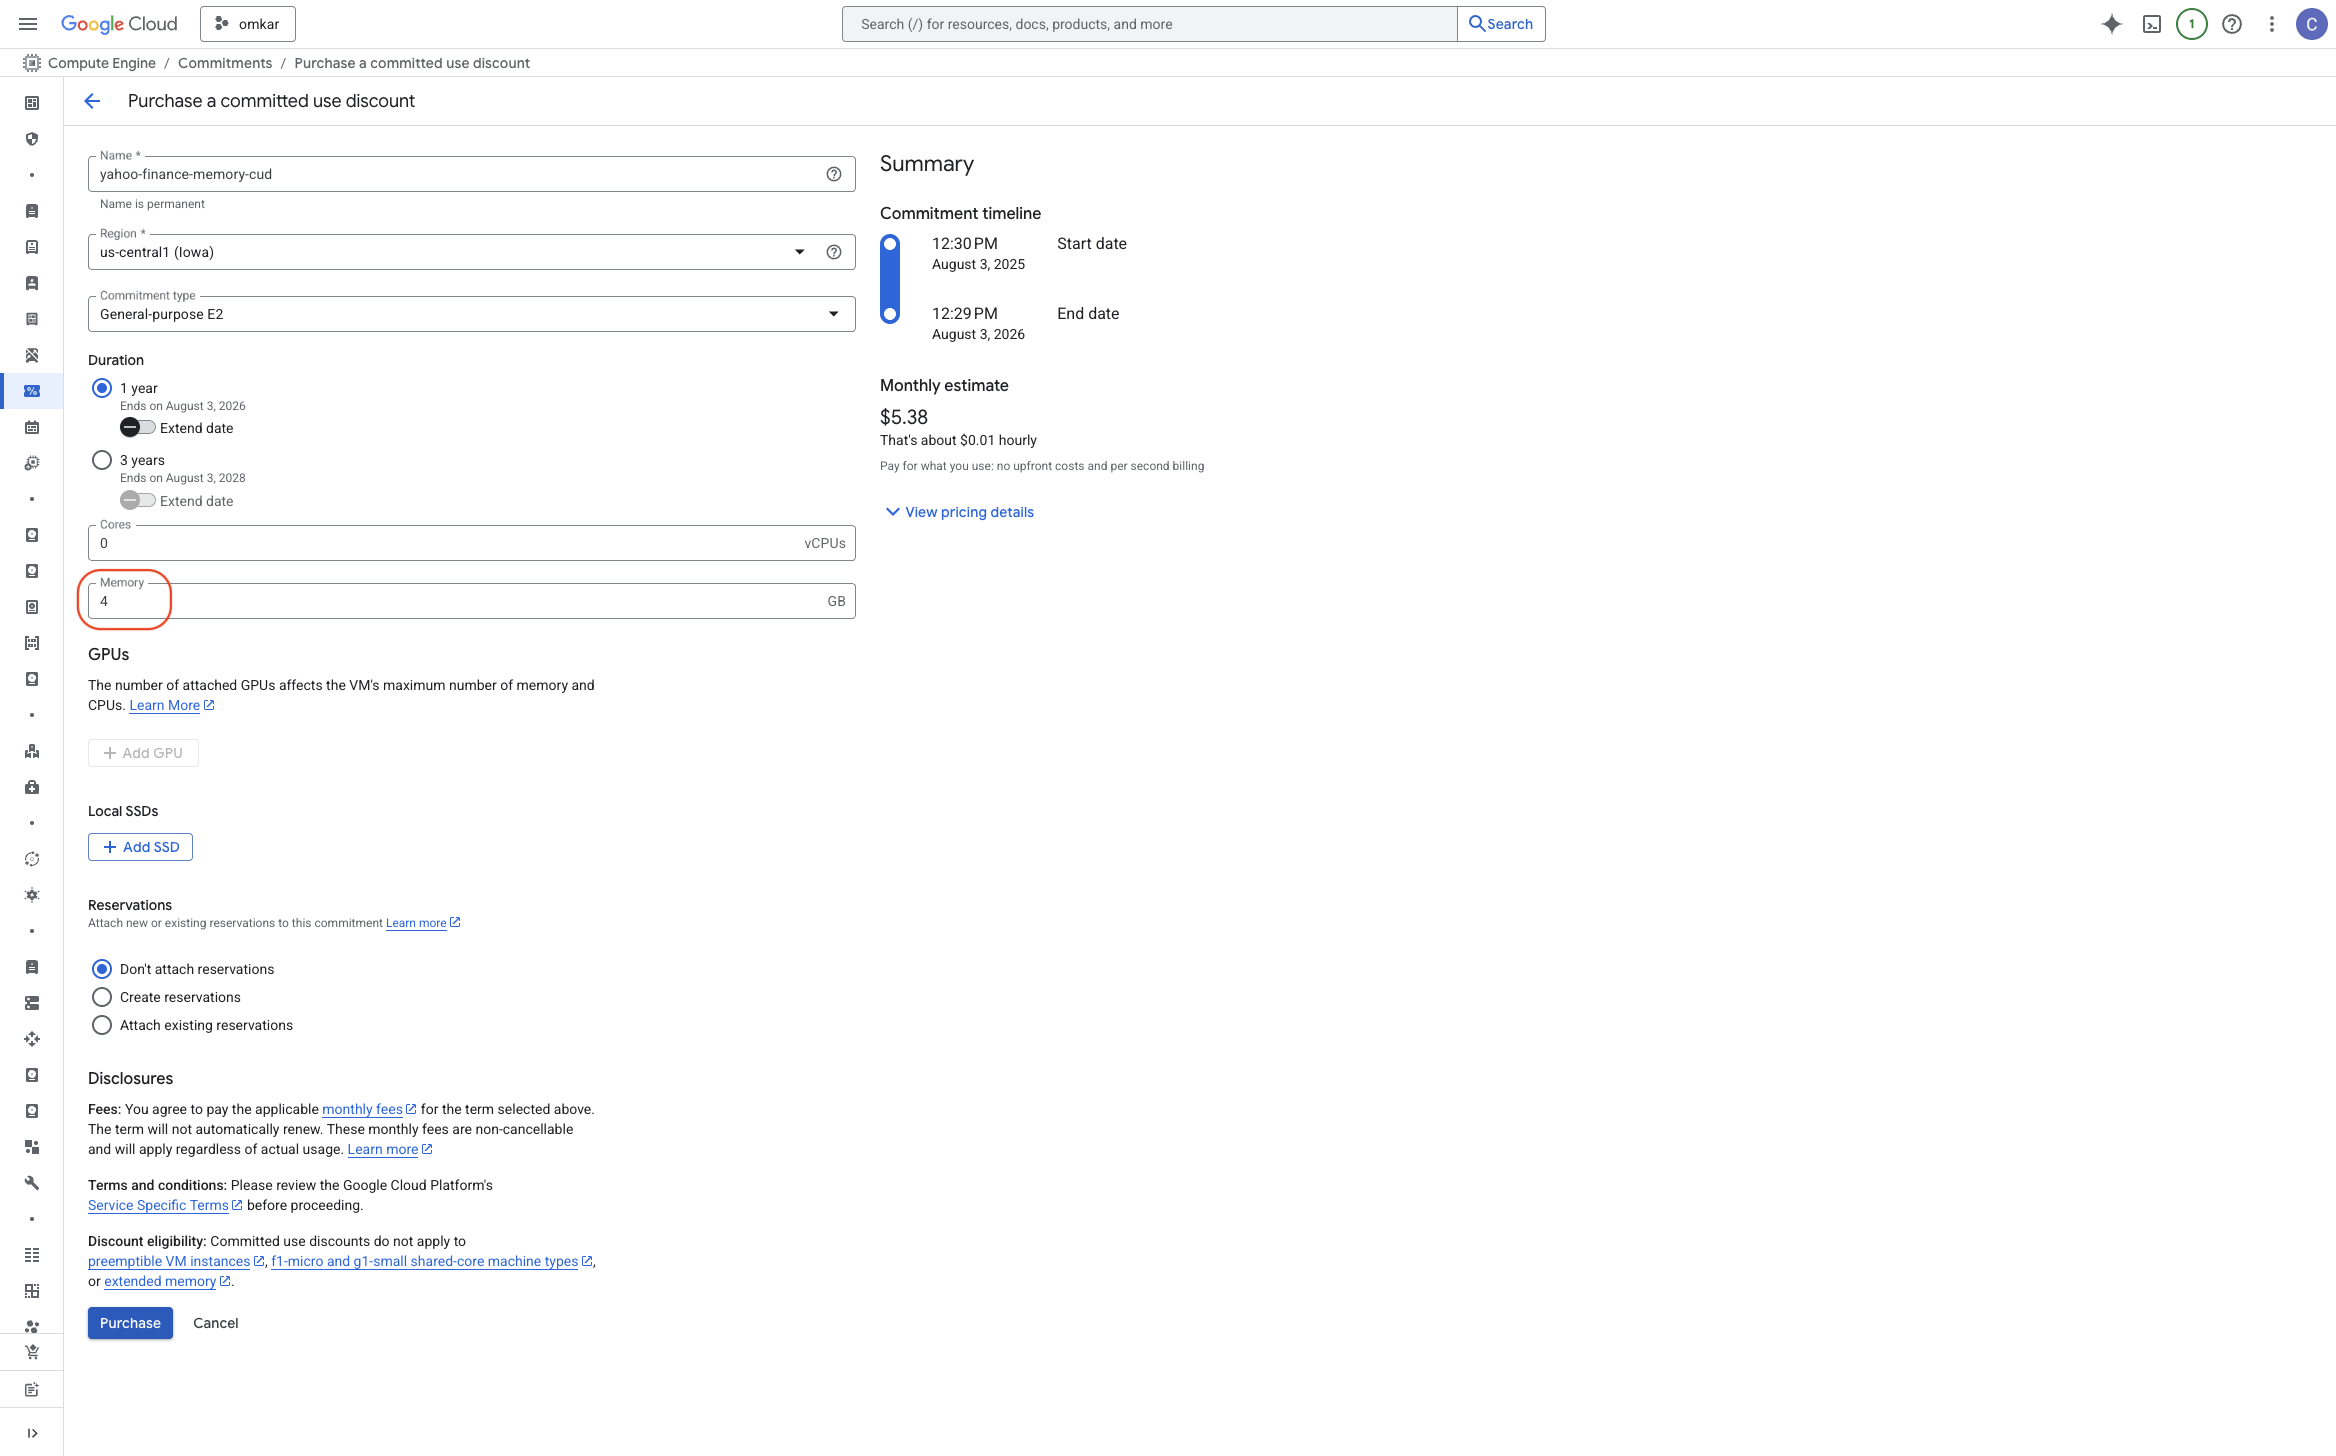 Google Cloud
omkar
Search (/) for resources, docs, products, and more
Search
1
C
Compute Engine / Commitments / Purchase a committed use discount
Purchase a committed use discount
Name *
yahoo-finance-memory-cud
Name is permanent
Region *
us-central1 (Iowa)
Commitment type
General-purpose E2
Duration
1 year
Ends on August 3, 2026
Extend date
3 years
Ends on August 3, 2028
Extend date
Cores
0 vCPUs
Memory
4 GB
GPUs
The number of attached GPUs affects the VM's maximum number of memory and
CPUs. Learn More
Add GPU
Local SSDs
Add SSD
Reservations
Attach new or existing reservations to this commitment Learn more
Don't attach reservations
Create reservations
Attach existing reservations
Disclosures
Fees: You agree to pay the applicable monthly fees for the term selected above.
The term will not automatically renew. These monthly fees are non-cancellable
and will apply regardless of actual usage. Learn more
Terms and conditions: Please review the Google Cloud Platform's
Service Specific Terms before proceeding.
Discount eligibility: Committed use discounts do not apply to
preemptible VM instances, f1-micro and g1-small shared-core machine types,
or extended memory.
Purchase Cancel
Summary
Commitment timeline
12:30 PM Start date
August 3, 2025
12:29 PM End date
August 3, 2026
Monthly estimate
$5.38
That's about $0.01 hourly
Pay for what you use: no upfront costs and per second billing
View pricing details